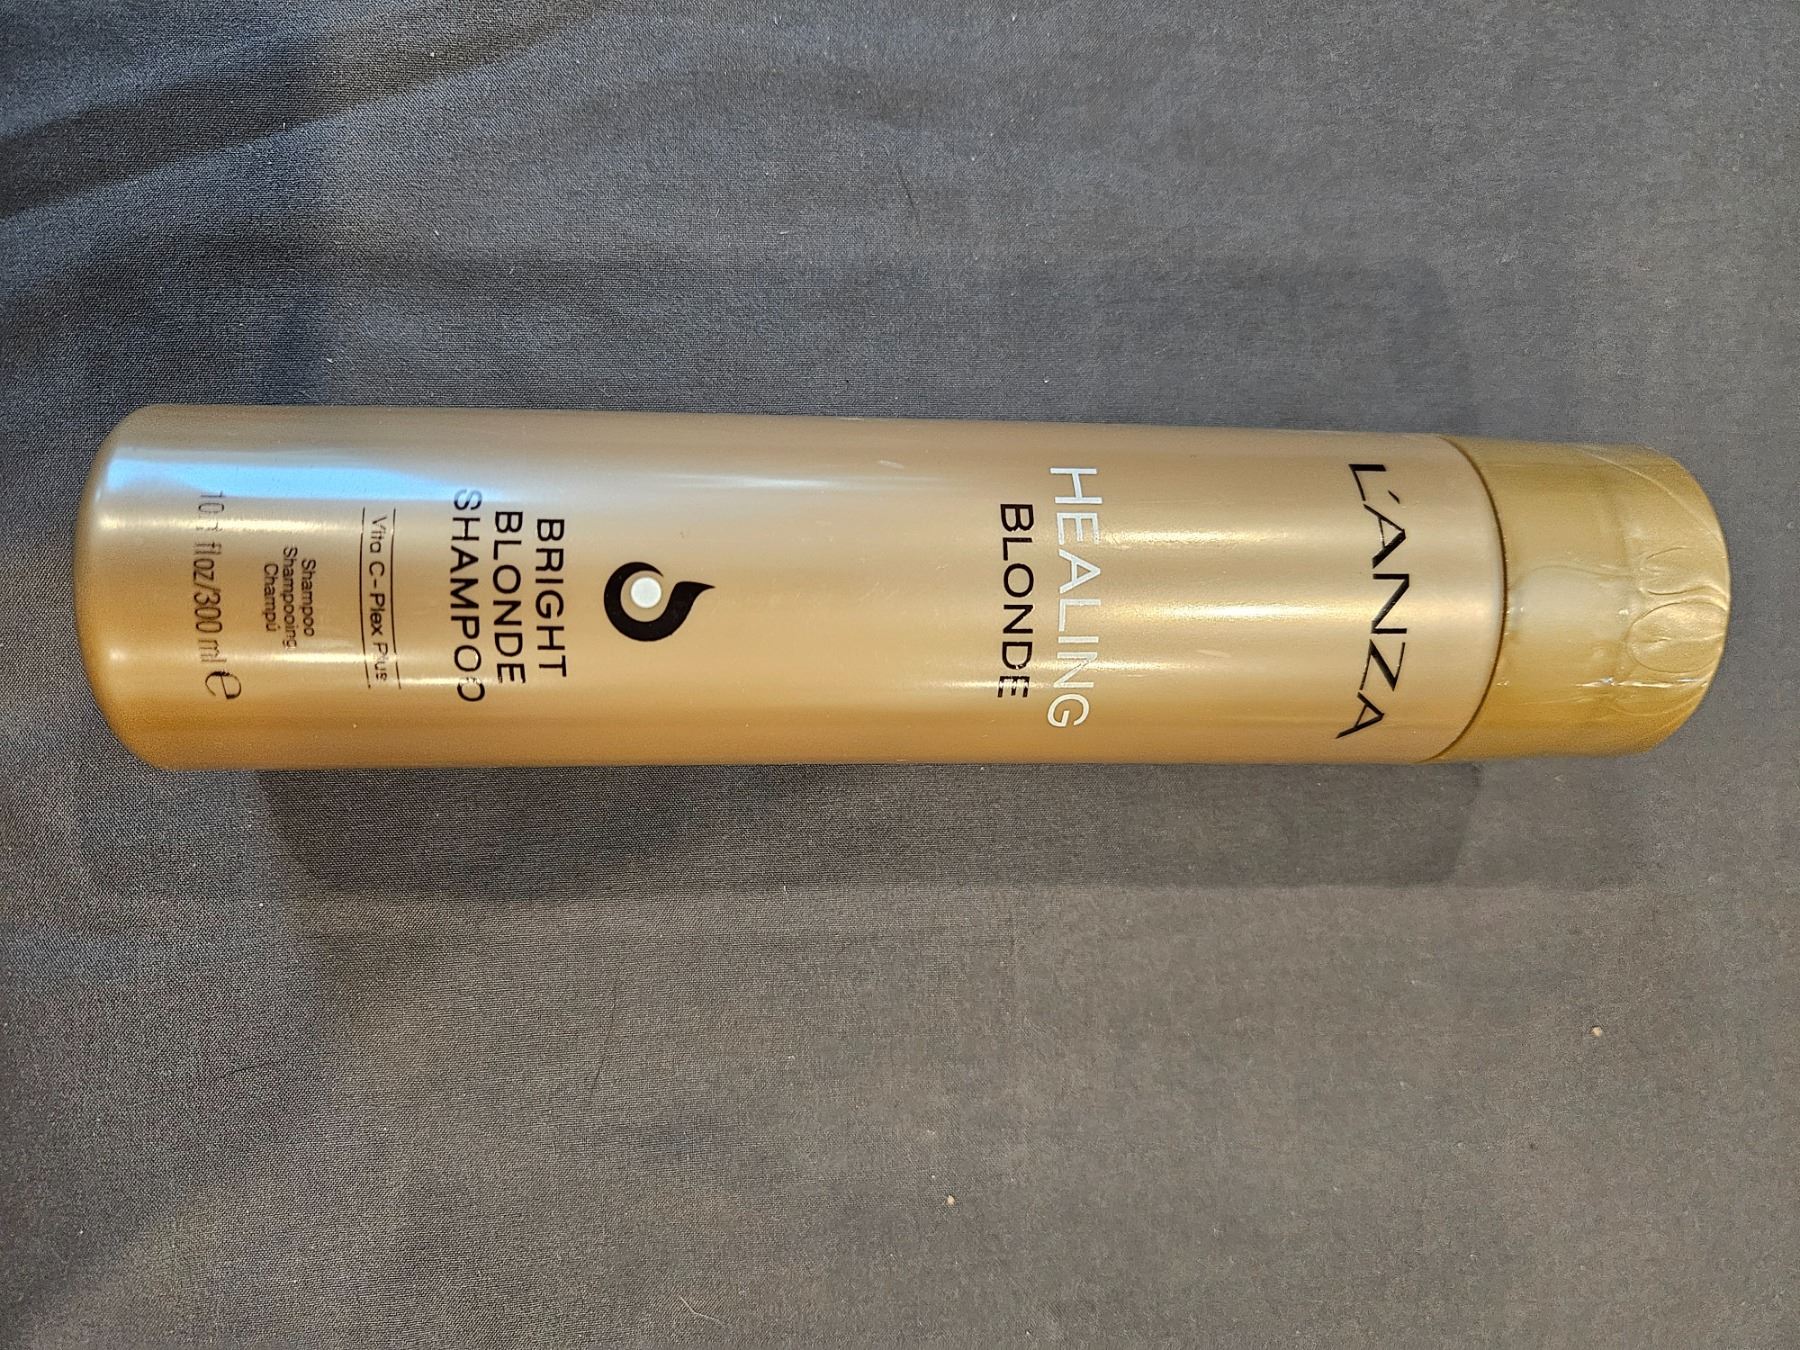 L'ANZA
HEALING
BLONDE
BRIGHT
BLONDE
SHAMPOO
Vita C-Plex Plus
Shampoo
Shampooing
Champú
10.1 fl oz/300 ml e